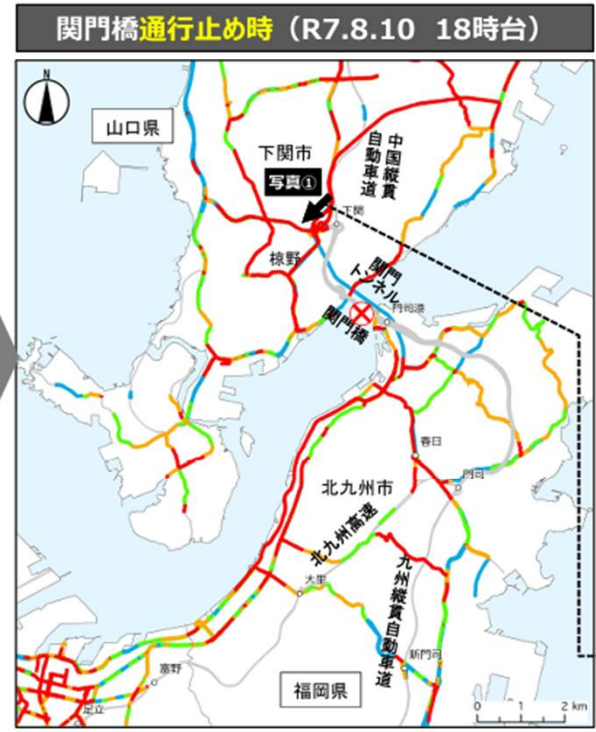 関門橋通行止め時（R7.8.10 18時台）
N
山口県
下関市
中国縦貫
自動車道
写真①
下関
椋野
関門
トンネル
門司港
関門橋
春日
北九州市
門司
北九州高速
九州縦貫自動車道
大里
新門司
富野
福岡県
足立
0 1 2 km